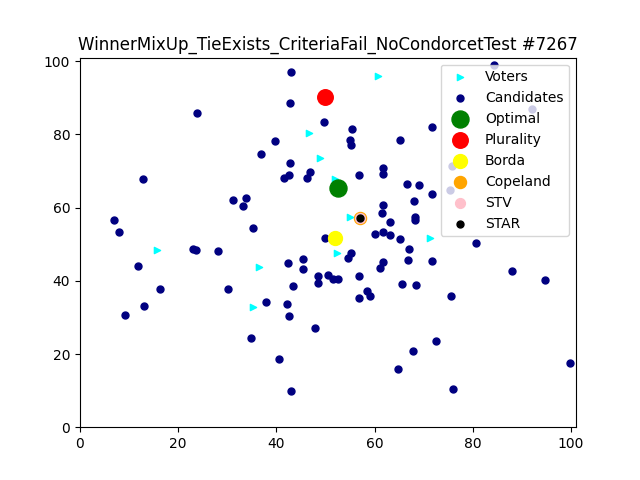 WinnerMixUp_TieExists_CriteriaFail_NoCondorcetTest #7267
100
80
60
40
20
0
0 20 40 60 80 100
Voters
Candidates
Optimal
Plurality
Borda
Copeland
STV
STAR